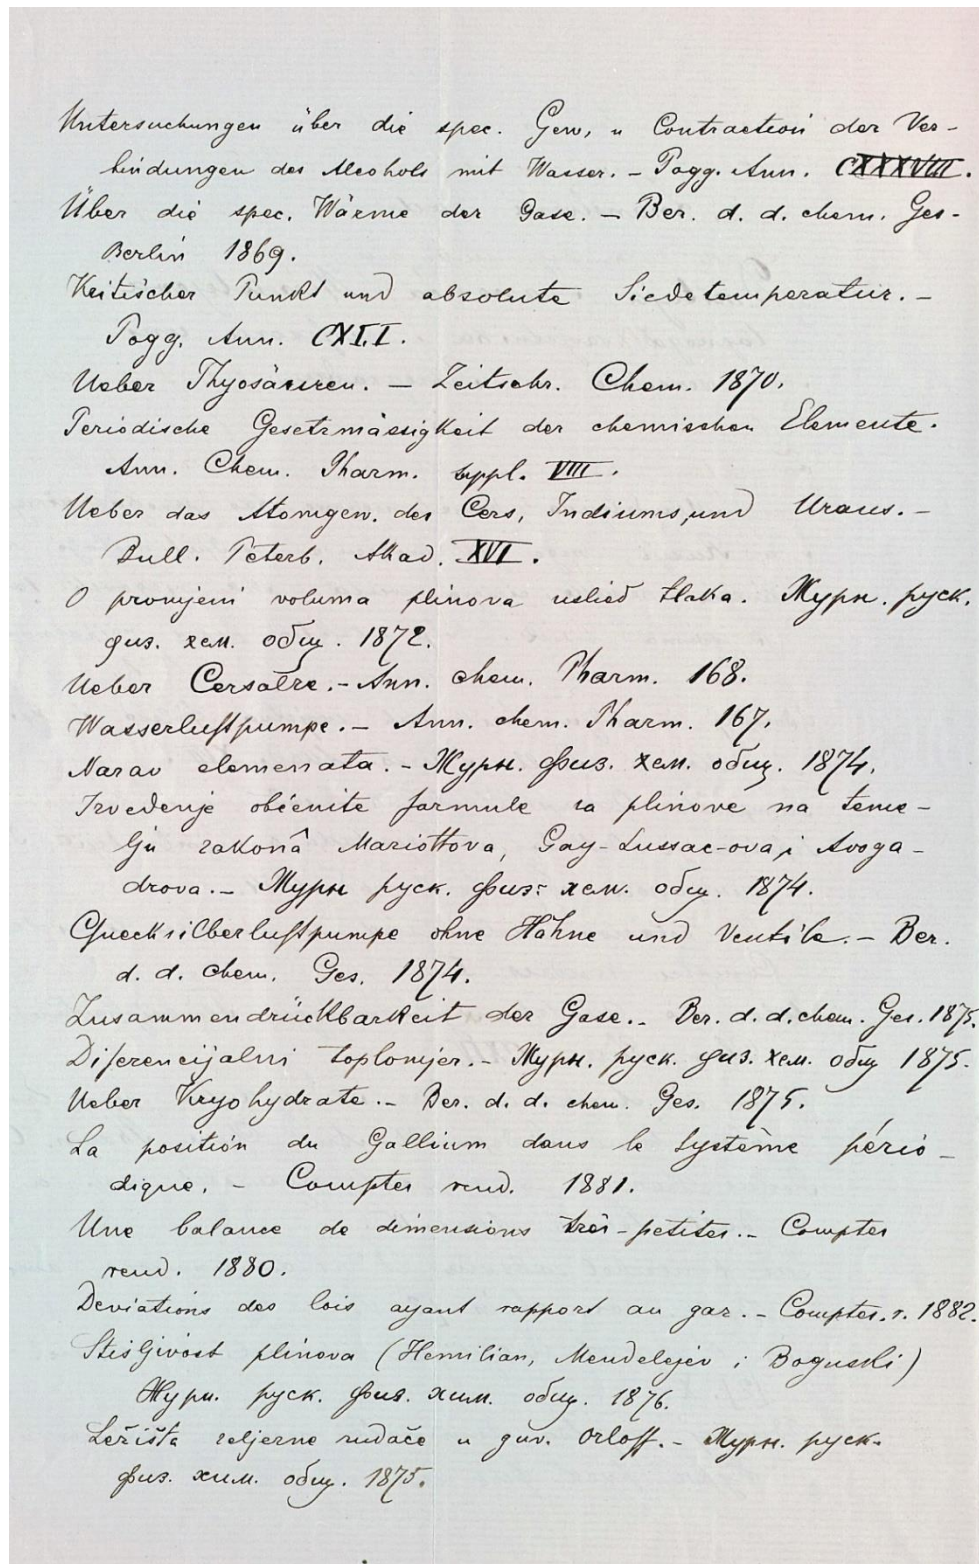 Untersuchungen über die spec. Gew. u Contraction der Ver-
bindungen des Alcohols mit Wasser. – Pogg. Ann. CXXXVIII.
Über die spec. Wärme der Gase. – Ber. d. d. chem. Ges-
Berlin 1869.
Kritischer Punkt und absolute Siedetemperatur. –
Pogg. Ann. CXLI.
Ueber Thyosäuren. – Zeitschr. Chem. 1870.
Periodische Gesetzmässigkeit der chemischen Elemente.
Ann. Chem. Pharm. suppl. VIII.
Ueber das Atomgew. des Cers, Indiums, und Urans. –
Bull. Peterb. Akad. XVI.
O promjeni voluma plinova uslied tlaka. Журн. руск.
физ. хем. общ. 1872.
Ueber Cersalze. – Ann. chem. Pharm. 168.
Wasserluftpumpe. – Ann. chem. Pharm. 167.
Narav elemenata. – Журн. физ. хем. общ. 1874.
Izvedenje obćenite formule za plinove na teme-
lju zakonâ Mariottova, Gay-Lussac-ova i Avoga-
drova. – Журн руск. физ- хем. общ. 1874.
Quecksilberluftpumpe ohne Hähne und Ventile. – Ber.
d. d. chem. Ges. 1874.
Zusammendrückbarkeit der Gase. – Ber. d. d. chem. Ges. 1875.
Diferencijalni toplomjer. – Журн. руск. физ. хем. общ 1875.
Ueber Kryohydrate. – Ber. d. d. chem. Ges. 1875.
La position du Gallium dans le système pério-
dique. – Comptes rend. 1881.
Une balance de dimensions très-petites. – Comptes
rend. 1880.
Deviations des lois ayant rapport au gaz. – Comptes. r. 1882.
Stisljivost plinova (Hemilian, Mendelejev i Boguski)
Журн. руск. физ. хим. общ. 1876.
Ležišta zeljezne rudače u guv. Orloff. – Журн. руск.
физ. хим. общ. 1875.